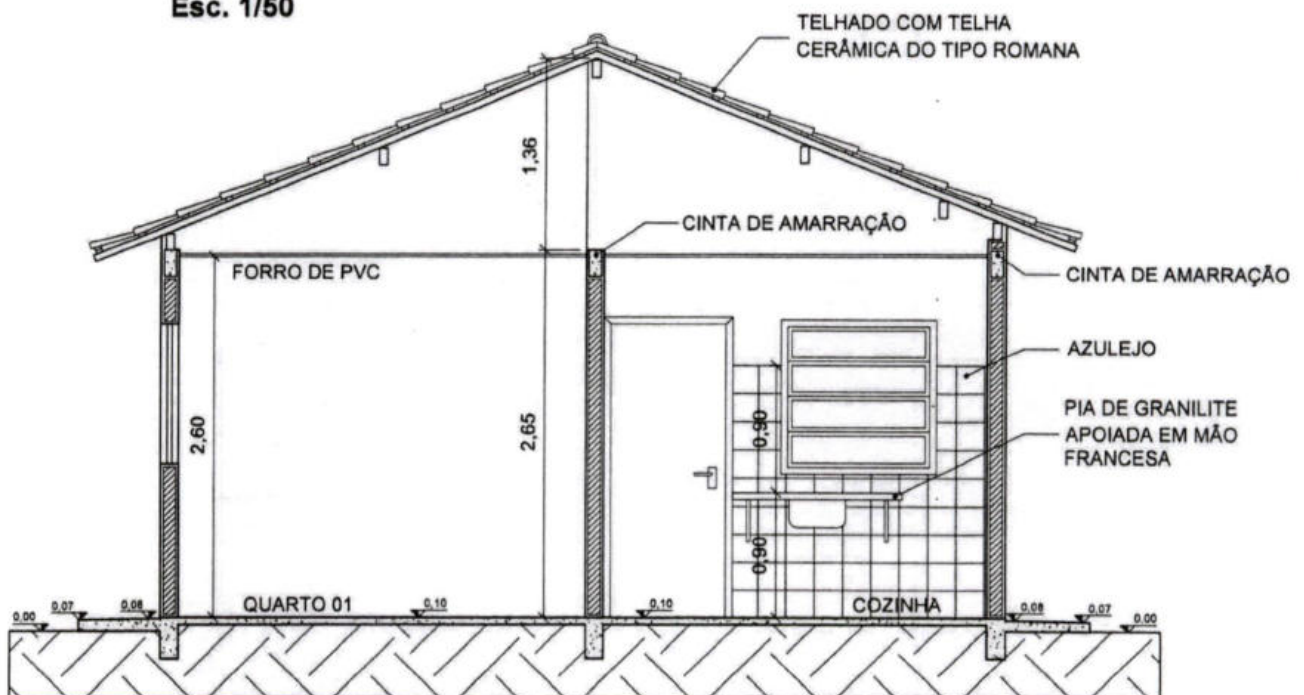 Esc. 1/50
TELHADO COM TELHA
CERÂMICA DO TIPO ROMANA
1,36
CINTA DE AMARRAÇÃO
FORRO DE PVC
CINTA DE AMARRAÇÃO
AZULEJO
PIA DE GRANILITE
APOIADA EM MÃO
FRANCESA
2,60
2,65
0,90
0,90
QUARTO 01
COZINHA
0,00
0,07
0,08
0,10
0,10
0,08
0,07
0,00